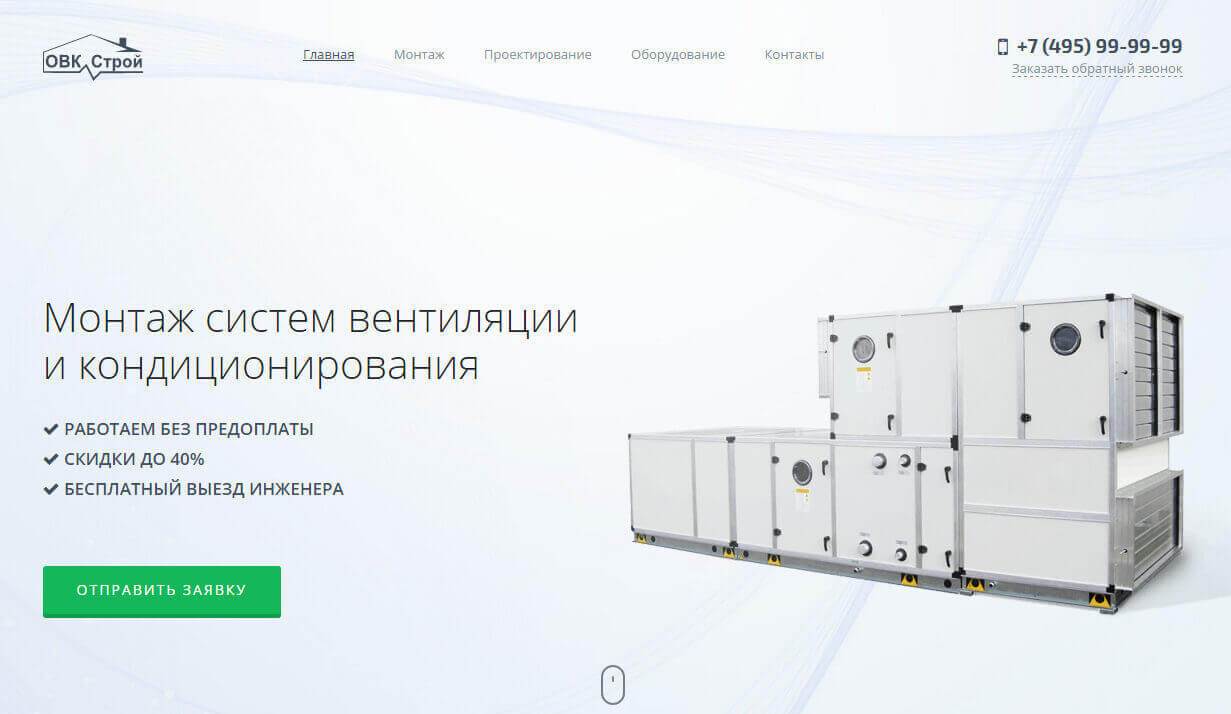 ОВК Строй
Главная
Монтаж
Проектирование
Оборудование
Контакты
+7 (495) 99-99-99
Заказать обратный звонок
Монтаж систем вентиляции
и кондиционирования
РАБОТАЕМ БЕЗ ПРЕДОПЛАТЫ
СКИДКИ ДО 40%
БЕСПЛАТНЫЙ ВЫЕЗД ИНЖЕНЕРА
ОТПРАВИТЬ ЗАЯВКУ